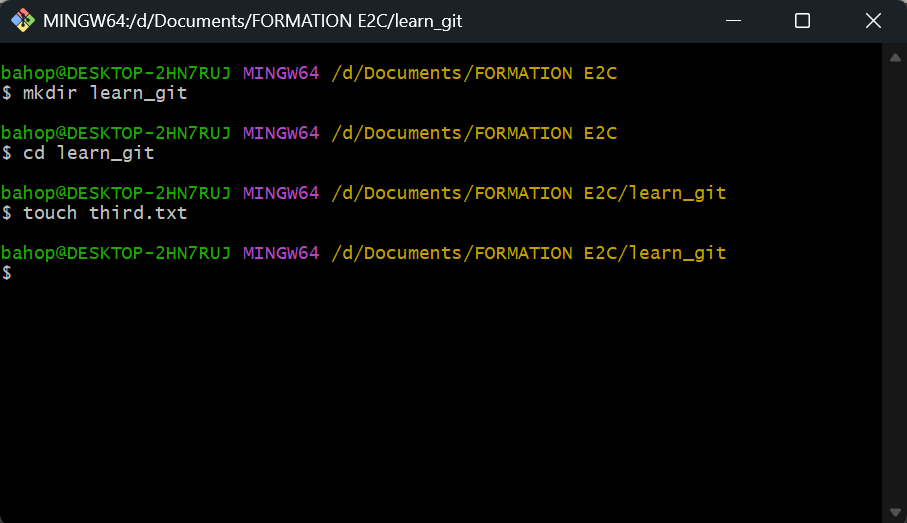 MINGW64:/d/Documents/FORMATION E2C/learn_git
bahop@DESKTOP-2HN7RUJ MINGW64 /d/Documents/FORMATION E2C
$ mkdir learn_git
bahop@DESKTOP-2HN7RUJ MINGW64 /d/Documents/FORMATION E2C
$ cd learn_git
bahop@DESKTOP-2HN7RUJ MINGW64 /d/Documents/FORMATION E2C/learn_git
$ touch third.txt
bahop@DESKTOP-2HN7RUJ MINGW64 /d/Documents/FORMATION E2C/learn_git
$